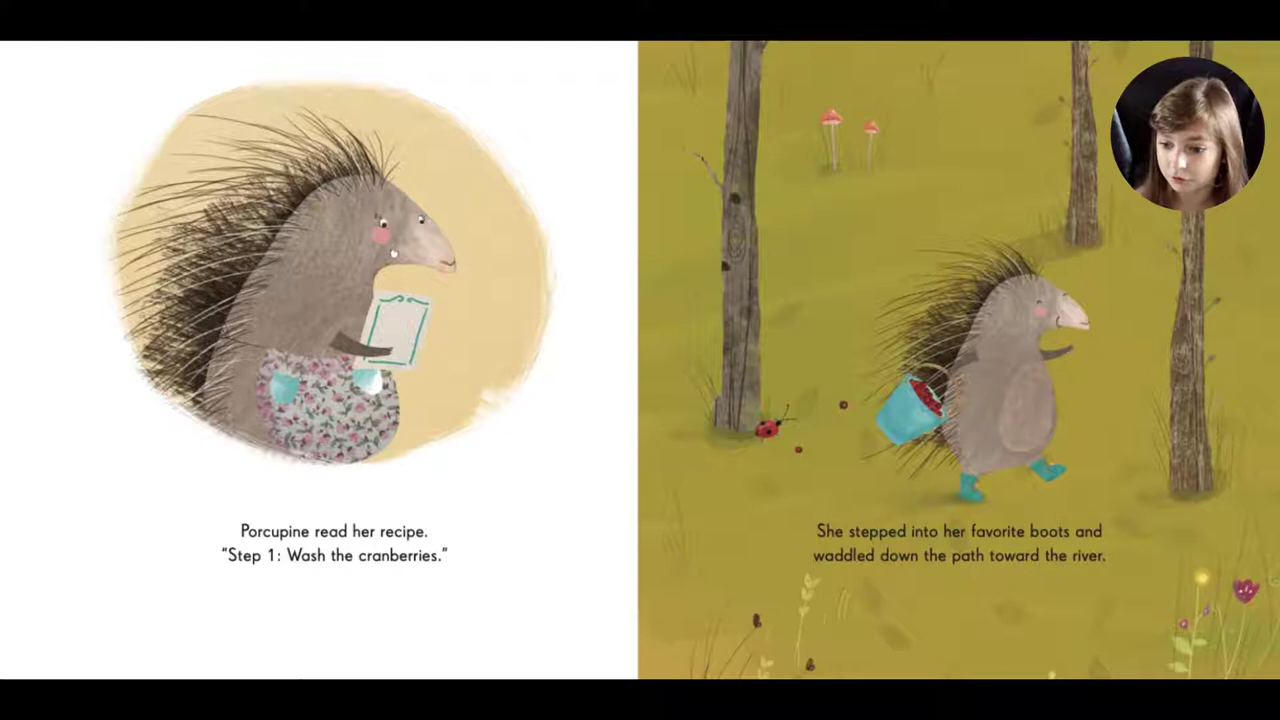 Porcupine read her recipe.
"Step 1: Wash the cranberries."
She stepped into her favorite boots and
waddled down the path toward the river.